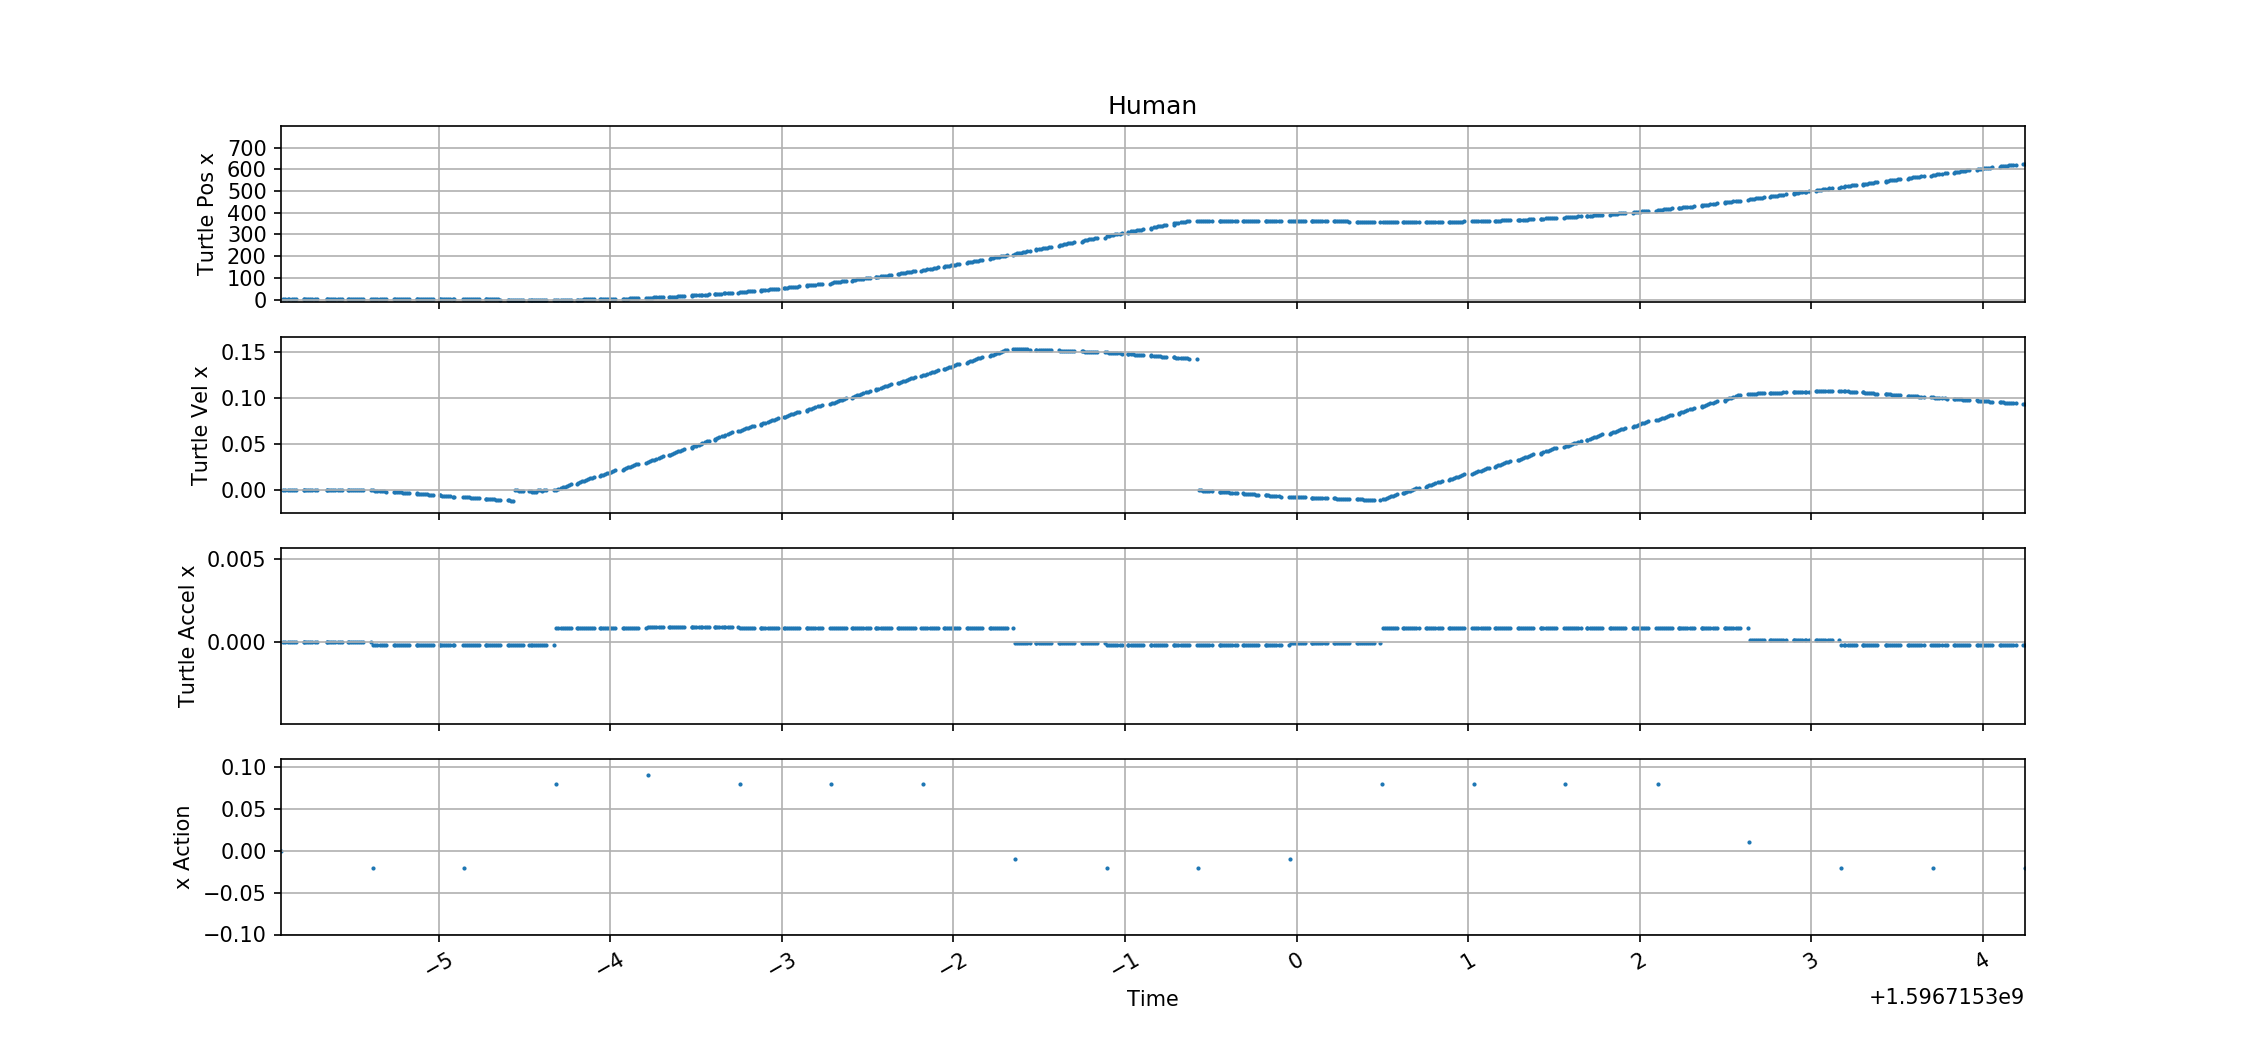 Human
Turtle Pos x
700
600
500
400
300
200
100
0
Turtle Vel x
0.15
0.10
0.05
0.00
Turtle Accel x
0.005
0.000
x Action
0.10
0.05
0.00
−0.05
−0.10
−5 −4 −3 −2 −1 0 1 2 3 4
Time
+1.5967153e9